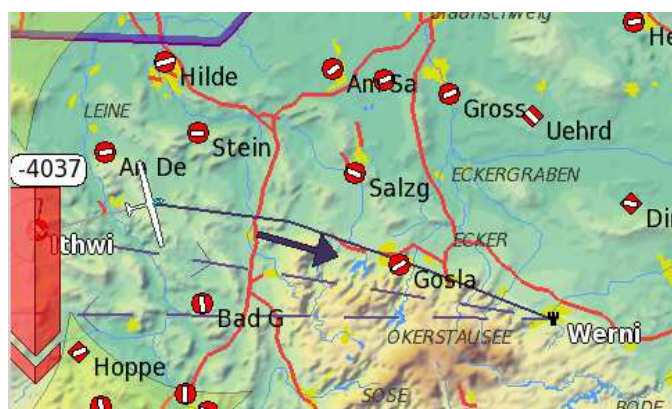 Braunschweig
He
Hilde
Am Sa
LEINE
Gross
Uehrd
Stein
An De
-4037
Salzg
ECKERGRABEN
Din
Ithwi
ECKER
Gosla
Bad G
OKERSTAUSEE
Werni
Hoppe
SOSE
BODE